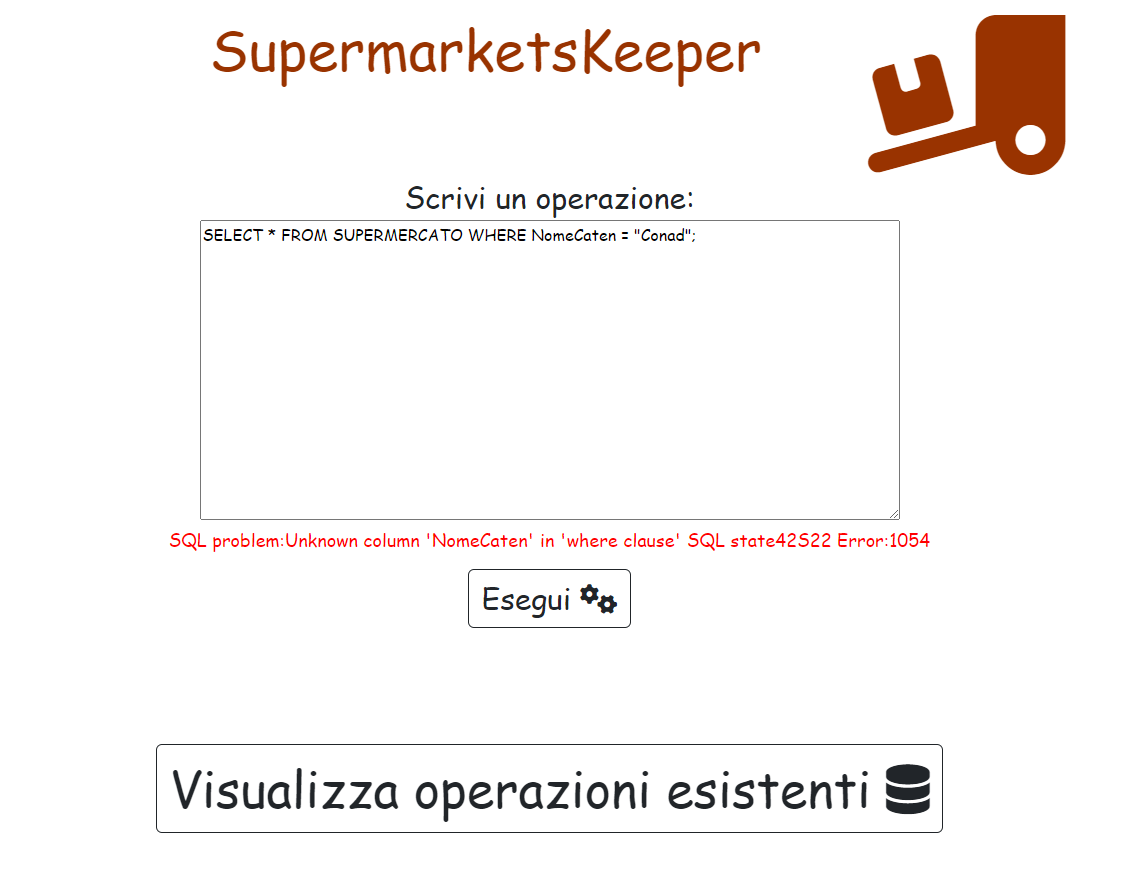 SupermarketsKeeper
Scrivi un operazione:
SELECT * FROM SUPERMERCATO WHERE NomeCaten = "Conad";
SQL problem:Unknown column 'NomeCaten' in 'where clause' SQL state42S22 Error:1054
Esegui
Visualizza operazioni esistenti